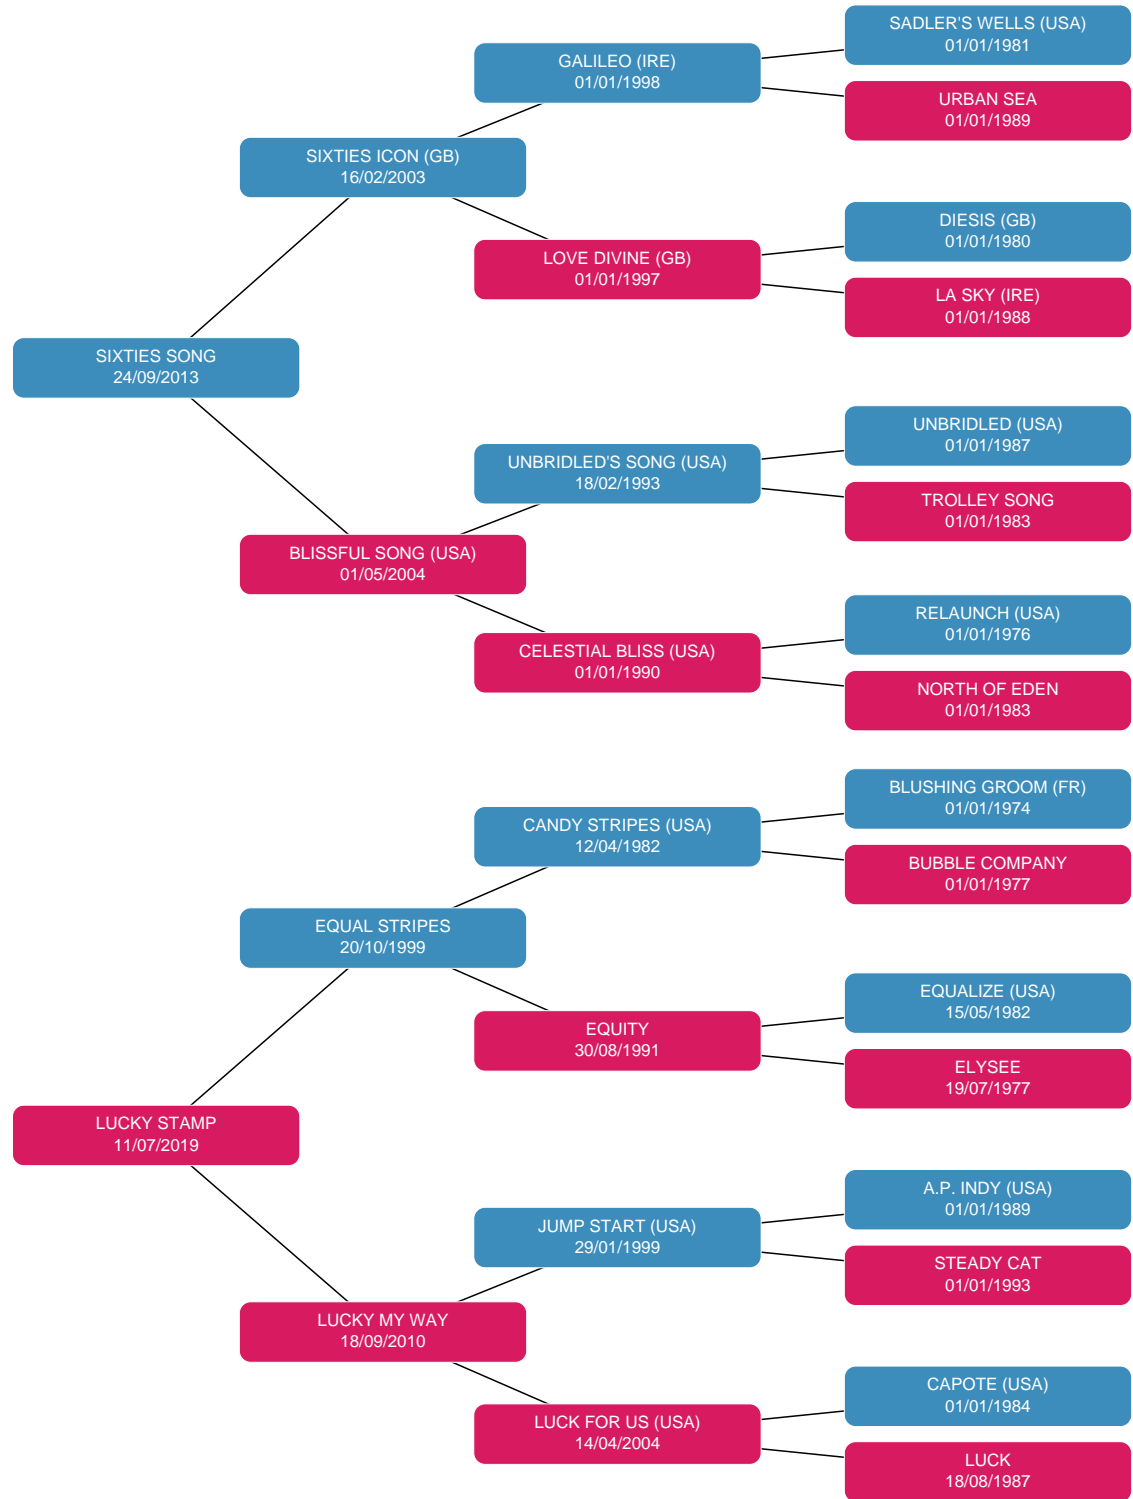 SADLER'S WELLS (USA)
01/01/1981
GALILEO (IRE)
01/01/1998
URBAN SEA
01/01/1989
SIXTIES ICON (GB)
16/02/2003
DIESIS (GB)
01/01/1980
LOVE DIVINE (GB)
01/01/1997
LA SKY (IRE)
01/01/1988
SIXTIES SONG
24/09/2013
UNBRIDLED (USA)
01/01/1987
UNBRIDLED'S SONG (USA)
18/02/1993
TROLLEY SONG
01/01/1983
BLISSFUL SONG (USA)
01/05/2004
RELAUNCH (USA)
01/01/1976
CELESTIAL BLISS (USA)
01/01/1990
NORTH OF EDEN
01/01/1983
BLUSHING GROOM (FR)
01/01/1974
CANDY STRIPES (USA)
12/04/1982
BUBBLE COMPANY
01/01/1977
EQUAL STRIPES
20/10/1999
EQUALIZE (USA)
15/05/1982
EQUITY
30/08/1991
ELYSEE
19/07/1977
LUCKY STAMP
11/07/2019
A.P. INDY (USA)
01/01/1989
JUMP START (USA)
29/01/1999
STEADY CAT
01/01/1993
LUCKY MY WAY
18/09/2010
CAPOTE (USA)
01/01/1984
LUCK FOR US (USA)
14/04/2004
LUCK
18/08/1987